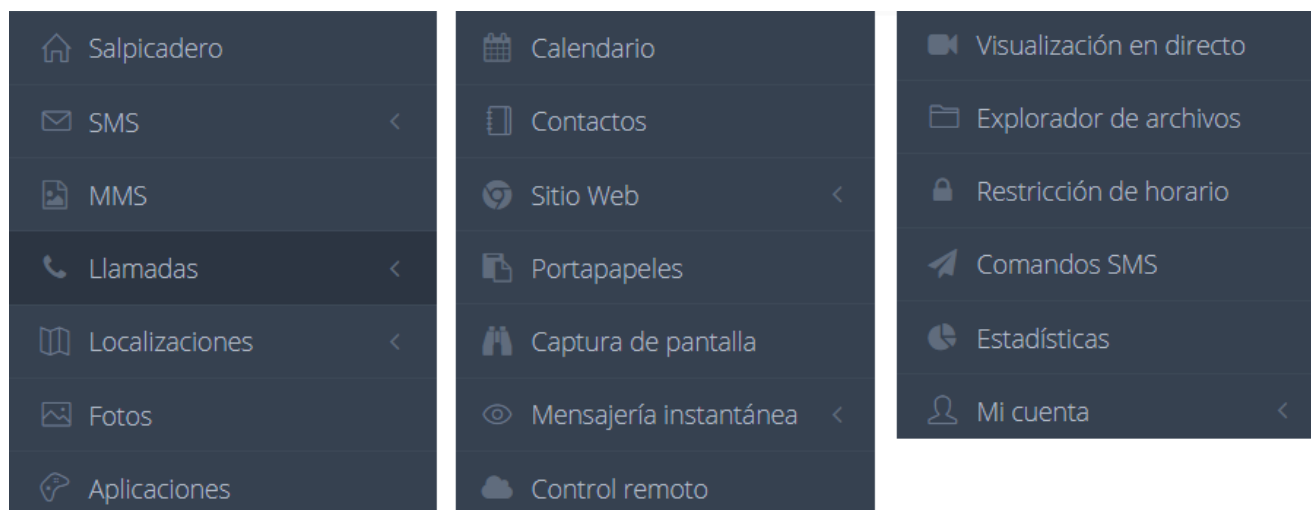 Salpicadero
SMS
MMS
Llamadas
Localizaciones
Fotos
Aplicaciones
Calendario
Contactos
Sitio Web
Portapapeles
Captura de pantalla
Mensajería instantánea
Control remoto
Visualización en directo
Explorador de archivos
Restricción de horario
Comandos SMS
Estadísticas
Mi cuenta